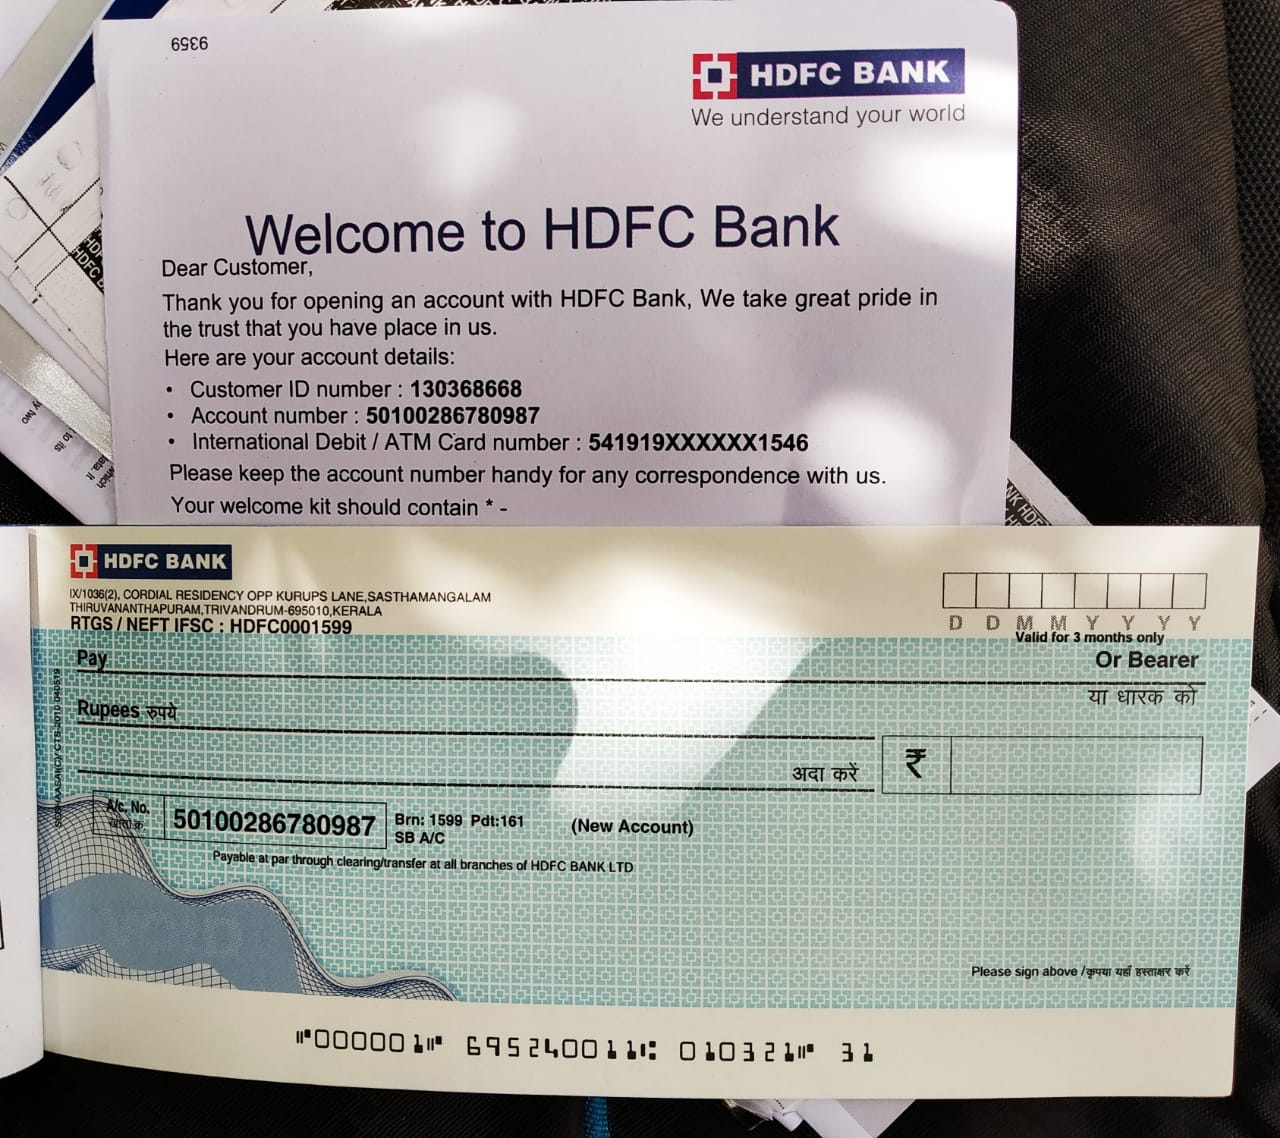 9359
HDFC BANK
We understand your world
Welcome to HDFC Bank
Dear Customer,
Thank you for opening an account with HDFC Bank, We take great pride in
the trust that you have place in us.
Here are your account details:
• Customer ID number : 130368668
• Account number : 50100286780987
• International Debit / ATM Card number : 541919XXXXXX1546
Please keep the account number handy for any correspondence with us.
Your welcome kit should contain * -
HDFC BANK
IX/1036(2), CORDIAL RESIDENCY OPP KURUPS LANE,SASTHAMANGALAM
THIRUVANANTHAPURAM,TRIVANDRUM-695010,KERALA
RTGS / NEFT IFSC : HDFC0001599
D D M M Y Y Y Y
Valid for 3 months only
Pay
Or Bearer
या धारक को
Rupees रुपये
अदा करें
₹
A/c. No.
50100286780987
Brn: 1599 Pdt:161
SB A/C
(New Account)
Payable at par through clearing/transfer at all branches of HDFC BANK LTD
Please sign above /कृपया यहाँ हस्ताक्षर करें
⑈000001⑈ 695240011⑆ 010321⑈ 31